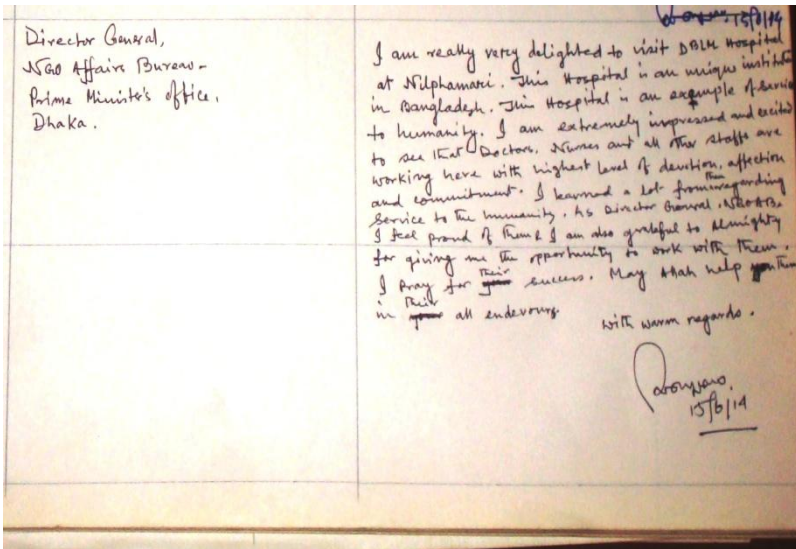 Director General,
NGO Affairs Bureau-
Prime Minister's office,
Dhaka.
13/8/14
I am really very delighted to visit DBLM Hospital
at Nilphamari. This Hospital is an unique institute
in Bangladesh. This Hospital is an example of service
to humanity. I am extremely impressed and excited
to see that Doctors, Nurses and all other staffs are
working here with highest level of devotion, affection
and commitment. I learned a lot from them regarding
service to the humanity. As Director General, NGOAB,
I feel proud of them & I am also grateful to Almighty
for giving me the opportunity to work with them.
I pray for their success. May Allah help them
in their all endevours.
with warm regards.
15/6/14